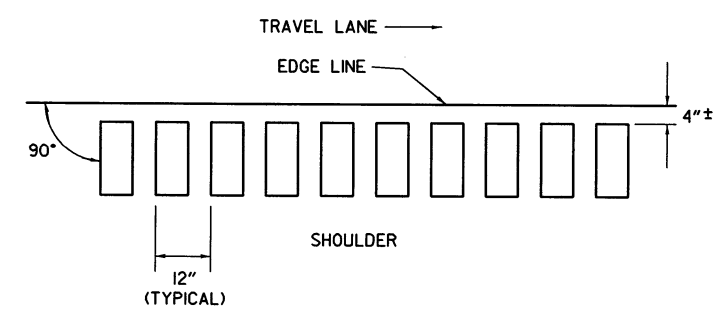 TRAVEL LANE
EDGE LINE
4"±
90°
SHOULDER
12"
(TYPICAL)